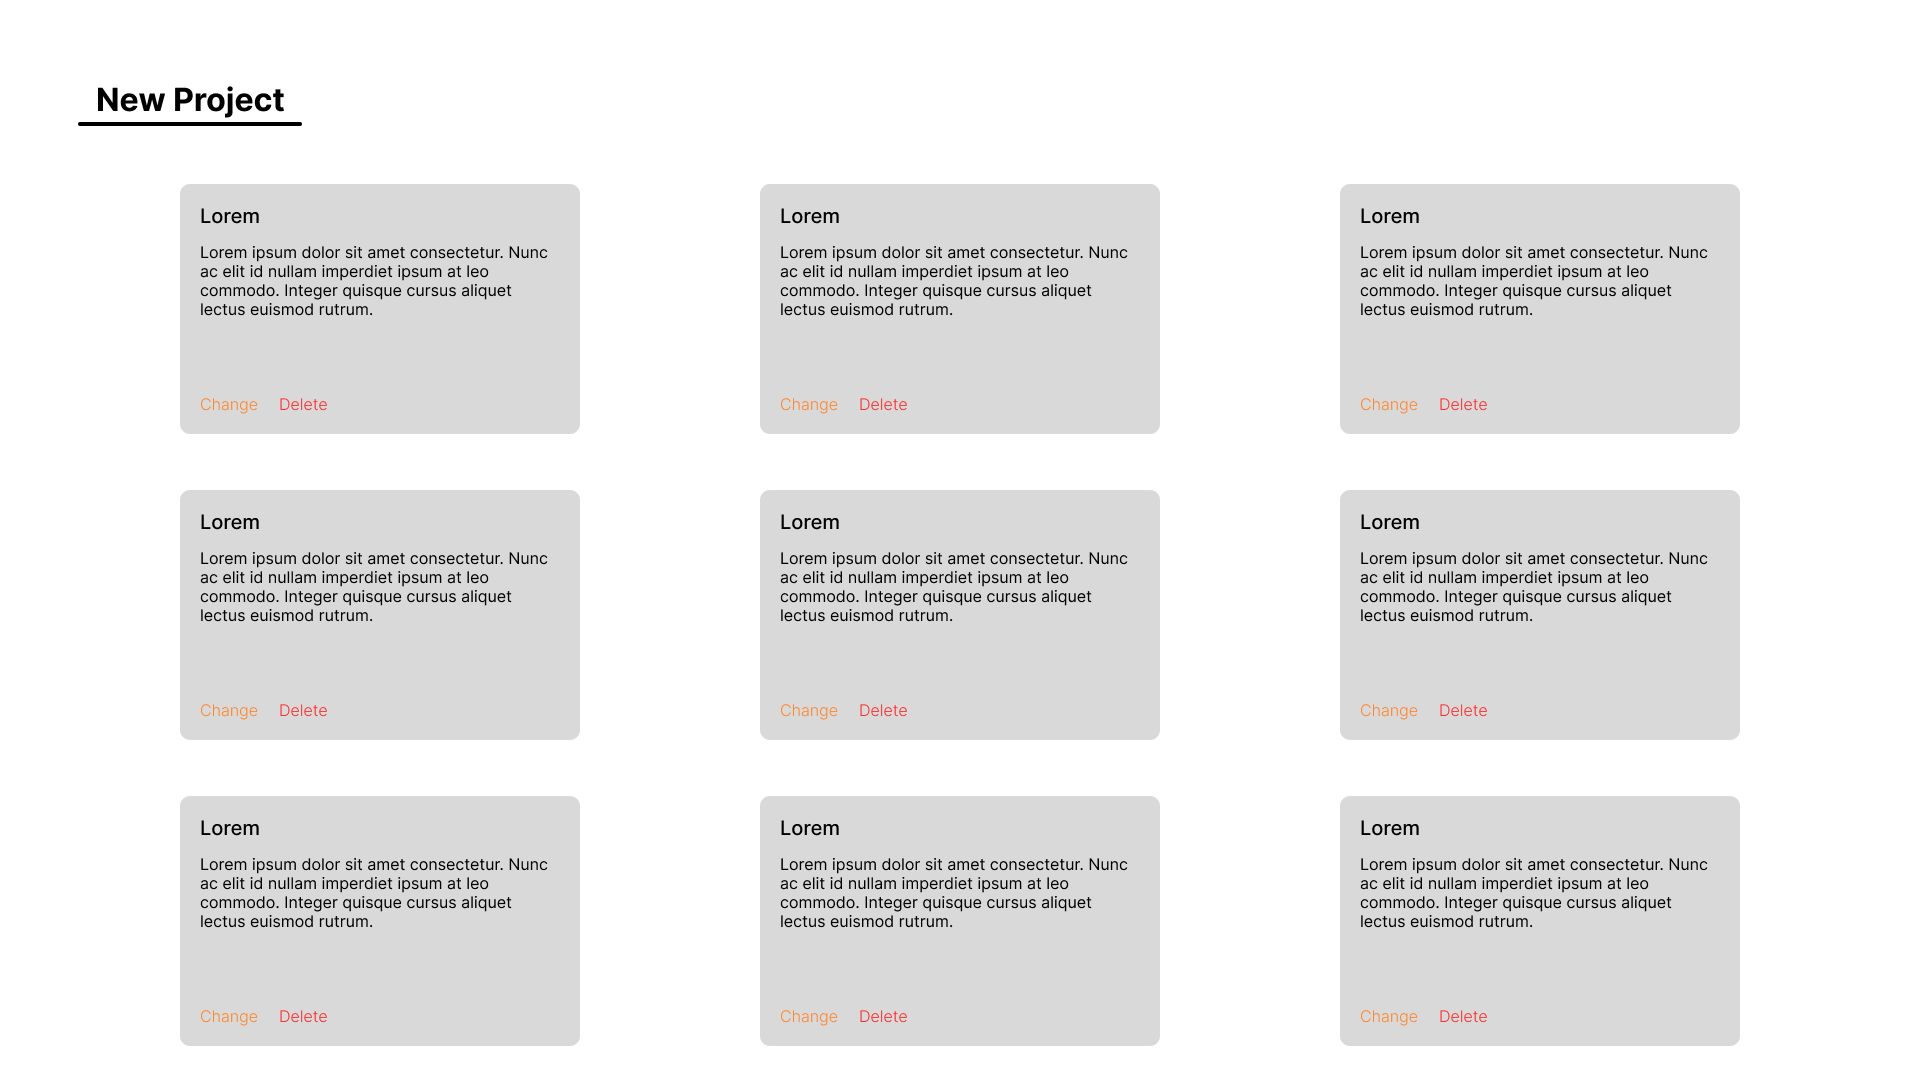 New Project
Lorem
Lorem ipsum dolor sit amet consectetur. Nunc
ac elit id nullam imperdiet ipsum at leo
commodo. Integer quisque cursus aliquet
lectus euismod rutrum.
Change Delete
Lorem
Lorem ipsum dolor sit amet consectetur. Nunc
ac elit id nullam imperdiet ipsum at leo
commodo. Integer quisque cursus aliquet
lectus euismod rutrum.
Change Delete
Lorem
Lorem ipsum dolor sit amet consectetur. Nunc
ac elit id nullam imperdiet ipsum at leo
commodo. Integer quisque cursus aliquet
lectus euismod rutrum.
Change Delete
Lorem
Lorem ipsum dolor sit amet consectetur. Nunc
ac elit id nullam imperdiet ipsum at leo
commodo. Integer quisque cursus aliquet
lectus euismod rutrum.
Change Delete
Lorem
Lorem ipsum dolor sit amet consectetur. Nunc
ac elit id nullam imperdiet ipsum at leo
commodo. Integer quisque cursus aliquet
lectus euismod rutrum.
Change Delete
Lorem
Lorem ipsum dolor sit amet consectetur. Nunc
ac elit id nullam imperdiet ipsum at leo
commodo. Integer quisque cursus aliquet
lectus euismod rutrum.
Change Delete
Lorem
Lorem ipsum dolor sit amet consectetur. Nunc
ac elit id nullam imperdiet ipsum at leo
commodo. Integer quisque cursus aliquet
lectus euismod rutrum.
Change Delete
Lorem
Lorem ipsum dolor sit amet consectetur. Nunc
ac elit id nullam imperdiet ipsum at leo
commodo. Integer quisque cursus aliquet
lectus euismod rutrum.
Change Delete
Lorem
Lorem ipsum dolor sit amet consectetur. Nunc
ac elit id nullam imperdiet ipsum at leo
commodo. Integer quisque cursus aliquet
lectus euismod rutrum.
Change Delete